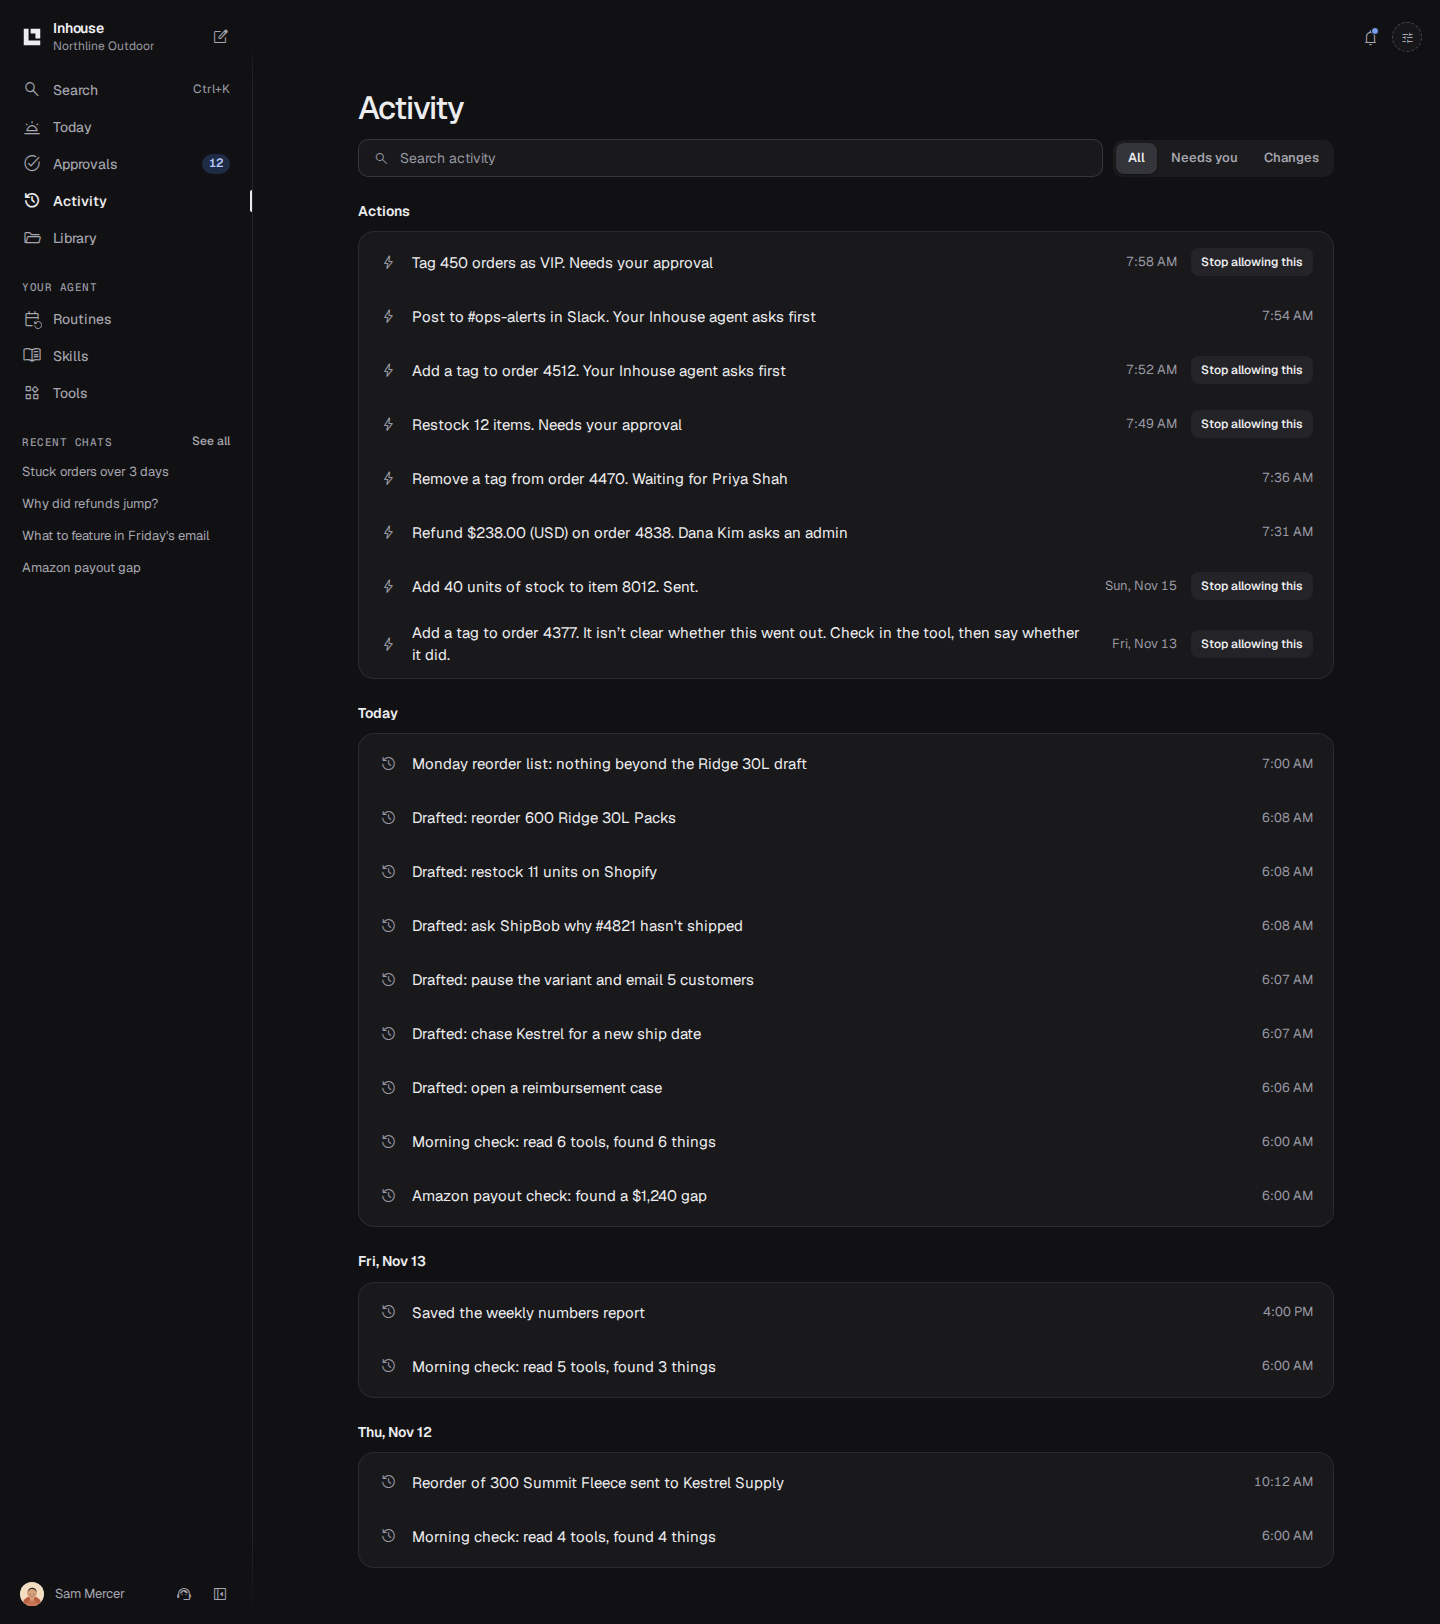 Inhouse
Northline Outdoor
Search
Ctrl+K
Today
Approvals
12
Activity
Library
YOUR AGENT
Routines
Skills
Tools
RECENT CHATS
See all
Stuck orders over 3 days
Why did refunds jump?
What to feature in Friday's email
Amazon payout gap
Sam Mercer
Activity
Search activity
All
Needs you
Changes
Actions
Tag 450 orders as VIP. Needs your approval
7:58 AM
Stop allowing this
Post to #ops-alerts in Slack. Your Inhouse agent asks first
7:54 AM
Add a tag to order 4512. Your Inhouse agent asks first
7:52 AM
Stop allowing this
Restock 12 items. Needs your approval
7:49 AM
Stop allowing this
Remove a tag from order 4470. Waiting for Priya Shah
7:36 AM
Refund $238.00 (USD) on order 4838. Dana Kim asks an admin
7:31 AM
Add 40 units of stock to item 8012. Sent.
Sun, Nov 15
Stop allowing this
Add a tag to order 4377. It isn’t clear whether this went out. Check in the tool, then say whether
it did.
Fri, Nov 13
Stop allowing this
Today
Monday reorder list: nothing beyond the Ridge 30L draft
7:00 AM
Drafted: reorder 600 Ridge 30L Packs
6:08 AM
Drafted: restock 11 units on Shopify
6:08 AM
Drafted: ask ShipBob why #4821 hasn't shipped
6:08 AM
Drafted: pause the variant and email 5 customers
6:07 AM
Drafted: chase Kestrel for a new ship date
6:07 AM
Drafted: open a reimbursement case
6:06 AM
Morning check: read 6 tools, found 6 things
6:00 AM
Amazon payout check: found a $1,240 gap
6:00 AM
Fri, Nov 13
Saved the weekly numbers report
4:00 PM
Morning check: read 5 tools, found 3 things
6:00 AM
Thu, Nov 12
Reorder of 300 Summit Fleece sent to Kestrel Supply
10:12 AM
Morning check: read 4 tools, found 4 things
6:00 AM